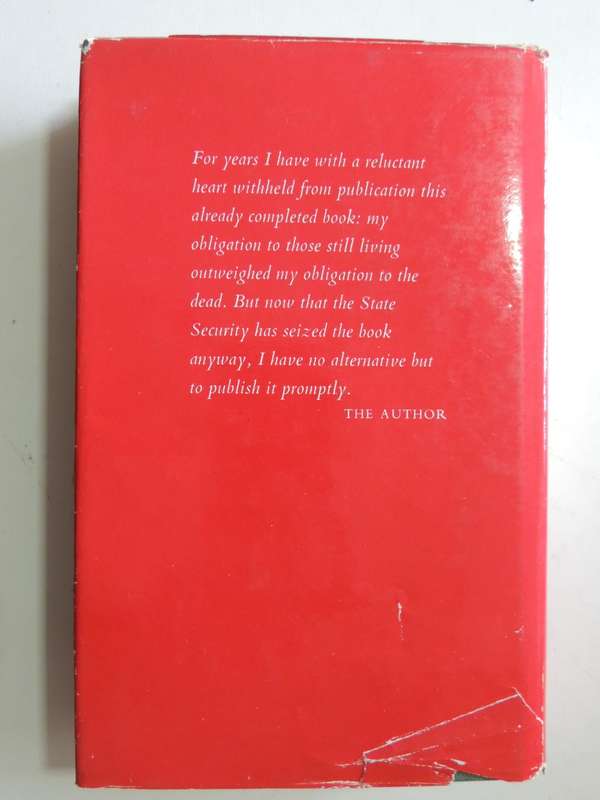 For years I have with a reluctant
heart withheld from publication this
already completed book: my
obligation to those still living
outweighed my obligation to the
dead. But now that the State
Security has seized the book
anyway, I have no alternative but
to publish it promptly.
THE AUTHOR